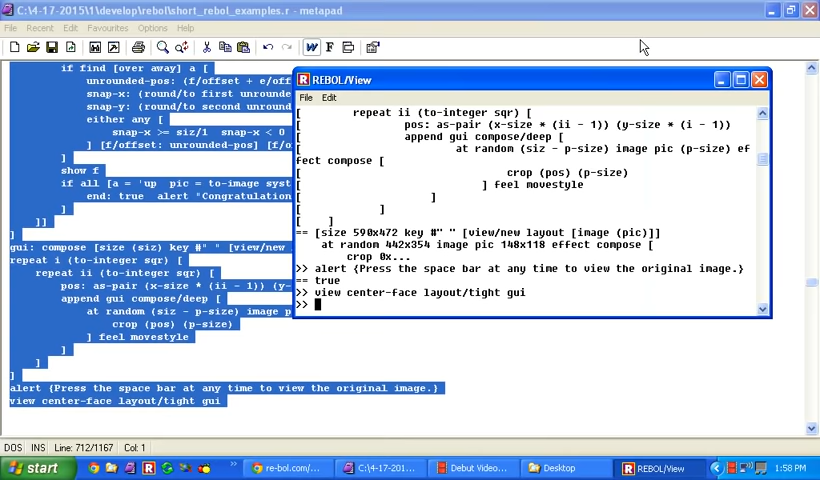 C:\4-17-2015\1\develop\rebol\short_rebol_examples.r - metapad
File Edit Favourites Options Help
if find [over away] a [
unrounded-pos: (f/offset + e/off
snap-x: (round/to first unrounde
snap-y: (round/to second unround
either any [
snap-x >= siz/1  snap-x < 0
] [f/offset: unrounded-pos] [f/o
]
show f
if all [a = 'up  pic = to-image syst
end: true  alert "Congratulation
]
]]
]
gui: compose [size (siz) key #" " [view/new l
repeat i (to-integer sqr) [
repeat ii (to-integer sqr) [
pos: as-pair (x-size * (ii - 1)) (y-
append gui compose/deep [
at random (siz - p-size) image p
crop (pos) (p-size)
] feel movestyle
]
]
]
alert {Press the space bar at any time to view the original image.}
view center-face layout/tight gui
REBOL/View
File Edit
[        repeat ii (to-integer sqr) [
[                pos: as-pair (x-size * (ii - 1)) (y-size * (i - 1))
[                append gui compose/deep [
[                        at random (siz - p-size) image pic (p-size) ef
fect compose [
[                                crop (pos) (p-size)
[                            ] feel movestyle
[                    ]
[            ]
[    ]
== [size 590x472 key #" " [view/new layout [image (pic)]]
at random 442x354 image pic 148x118 effect compose [
crop 0x...
>> alert {Press the space bar at any time to view the original image.}
== true
>> view center-face layout/tight gui
>>
DOS INS Line: 712/1167 Col: 1
start
re-bol.com/...
C:\4-17-201...
Debut Video...
Desktop
REBOL/View
1:58 PM